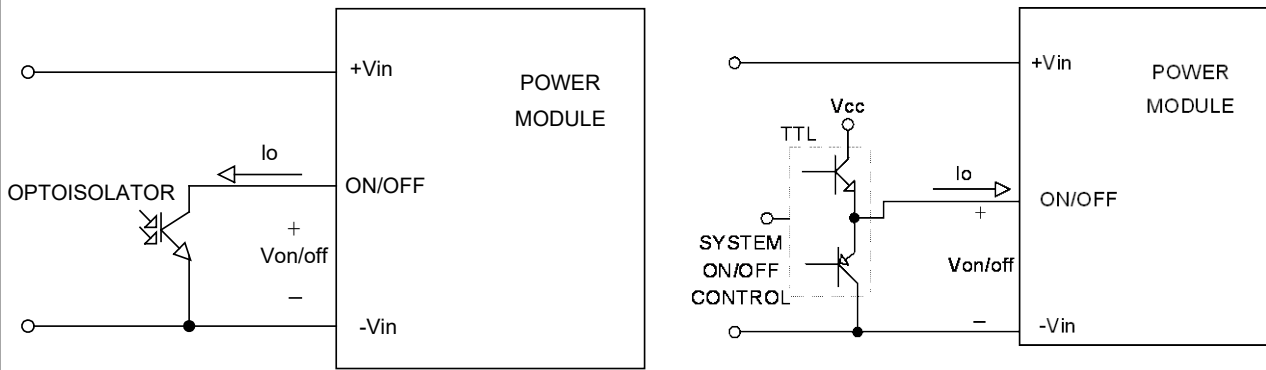 +Vin
POWER
MODULE
Io
ON/OFF
OPTOISOLATOR
+
Von/off
−
-Vin
+Vin
POWER
MODULE
Vcc
TTL
Io
ON/OFF
+
SYSTEM
ON/OFF
CONTROL
Von/off
−
-Vin